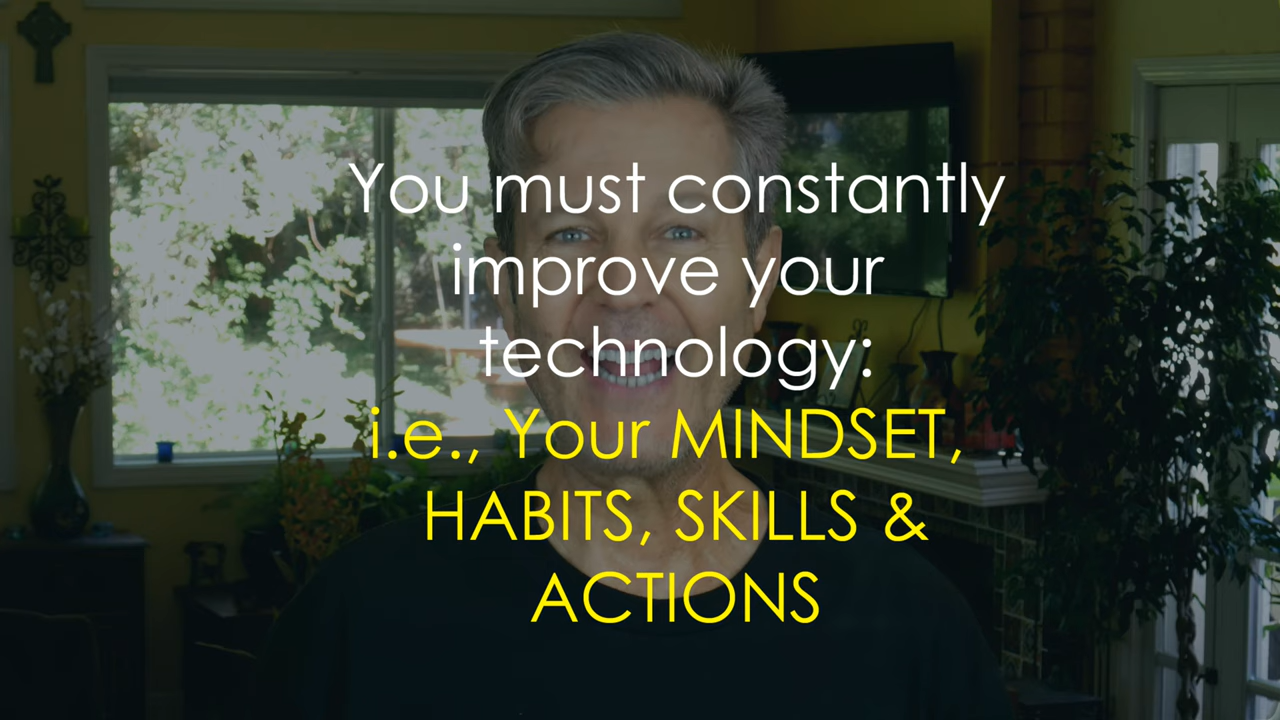 You must constantly
improve your
technology:
i.e., Your MINDSET,
HABITS, SKILLS &
ACTIONS